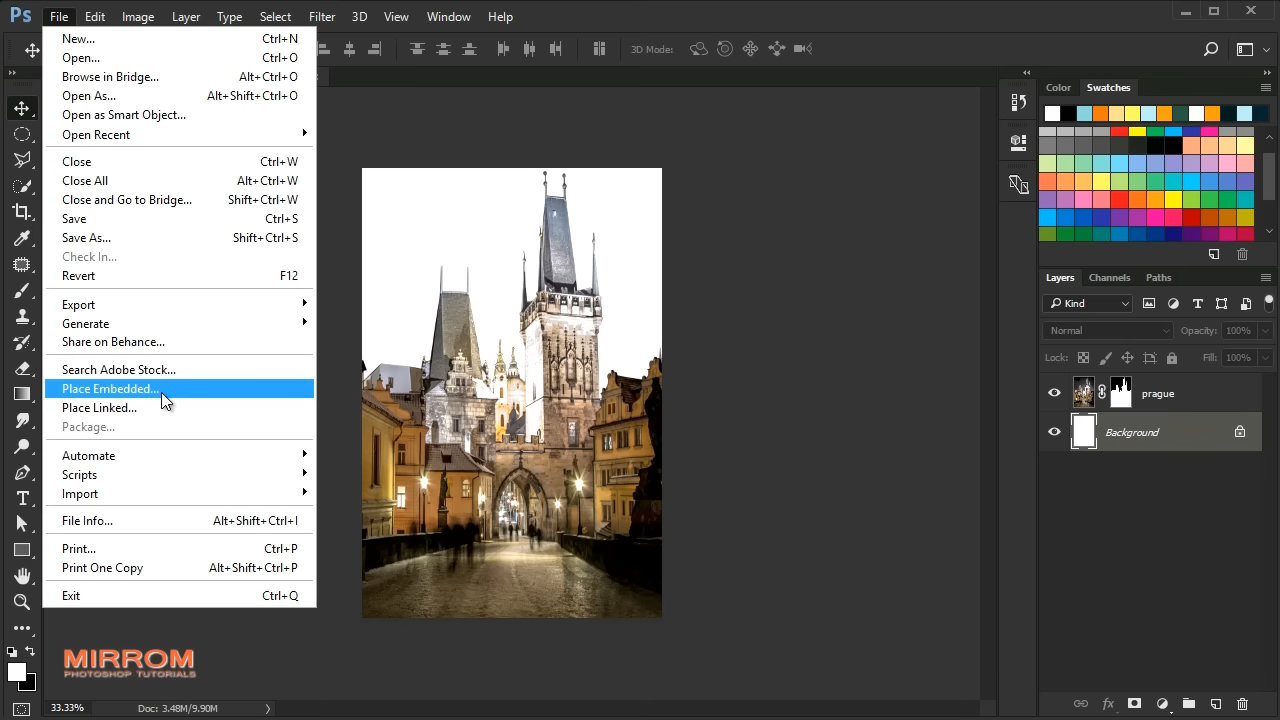 Ps File Edit Image Layer Type Select Filter 3D View Window Help
3D Mode:
New... Ctrl+N
Open... Ctrl+O
Browse in Bridge... Alt+Ctrl+O
Open As... Alt+Shift+Ctrl+O
Open as Smart Object...
Open Recent
Close Ctrl+W
Close All Alt+Ctrl+W
Close and Go to Bridge... Shift+Ctrl+W
Save Ctrl+S
Save As... Shift+Ctrl+S
Check In...
Revert F12
Export
Generate
Share on Behance...
Search Adobe Stock...
Place Embedded...
Place Linked...
Package...
Automate
Scripts
Import
File Info... Alt+Shift+Ctrl+I
Print... Ctrl+P
Print One Copy Alt+Shift+Ctrl+P
Exit Ctrl+Q
MIRROM
PHOTOSHOP TUTORIALS
33.33% Doc: 3.48M/9.90M
Color Swatches
Layers Channels Paths
Kind
Normal Opacity: 100%
Lock: Fill: 100%
prague
Background
fx